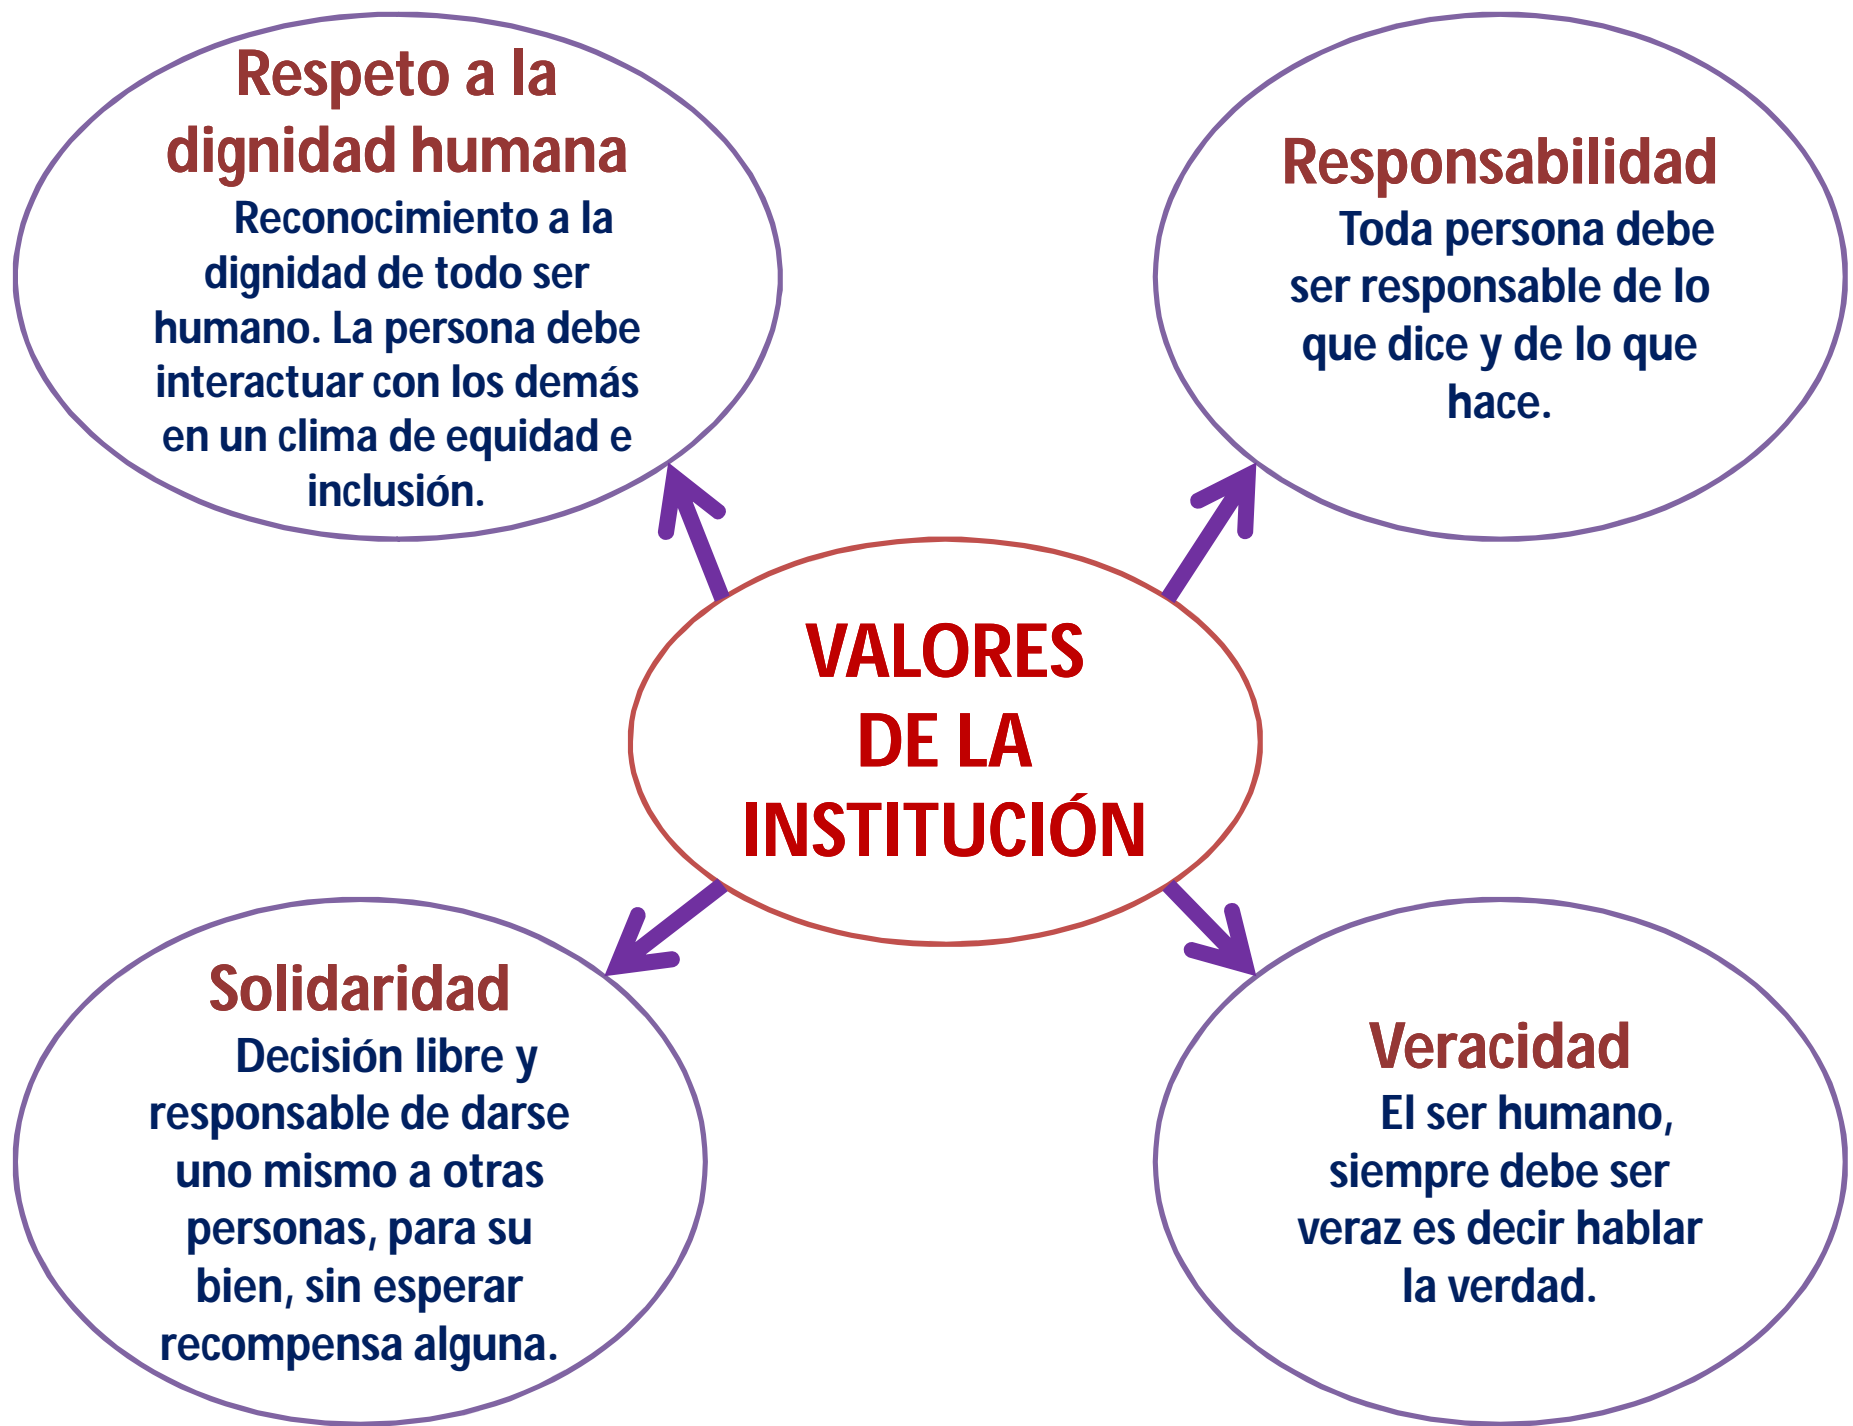 Respeto a la
dignidad humana
Reconocimiento a la
dignidad de todo ser
humano. La persona debe
interactuar con los demás
en un clima de equidad e
inclusión.
Responsabilidad
Toda persona debe
ser responsable de lo
que dice y de lo que
hace.
VALORES
DE LA
INSTITUCIÓN
Solidaridad
Decisión libre y
responsable de darse
uno mismo a otras
personas, para su
bien, sin esperar
recompensa alguna.
Veracidad
El ser humano,
siempre debe ser
veraz es decir hablar
la verdad.